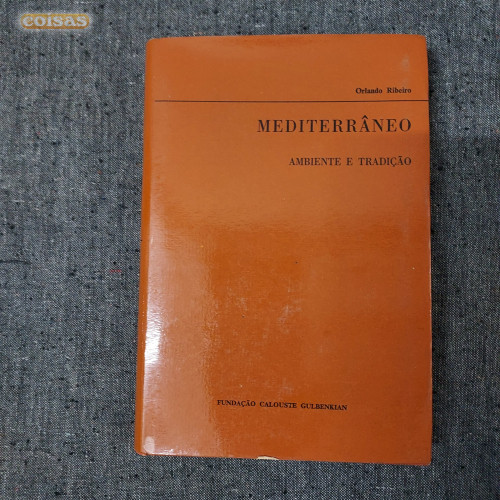 COISAS
Orlando Ribeiro
MEDITERRÂNEO
AMBIENTE E TRADIÇÃO
FUNDAÇÃO CALOUSTE GULBENKIAN